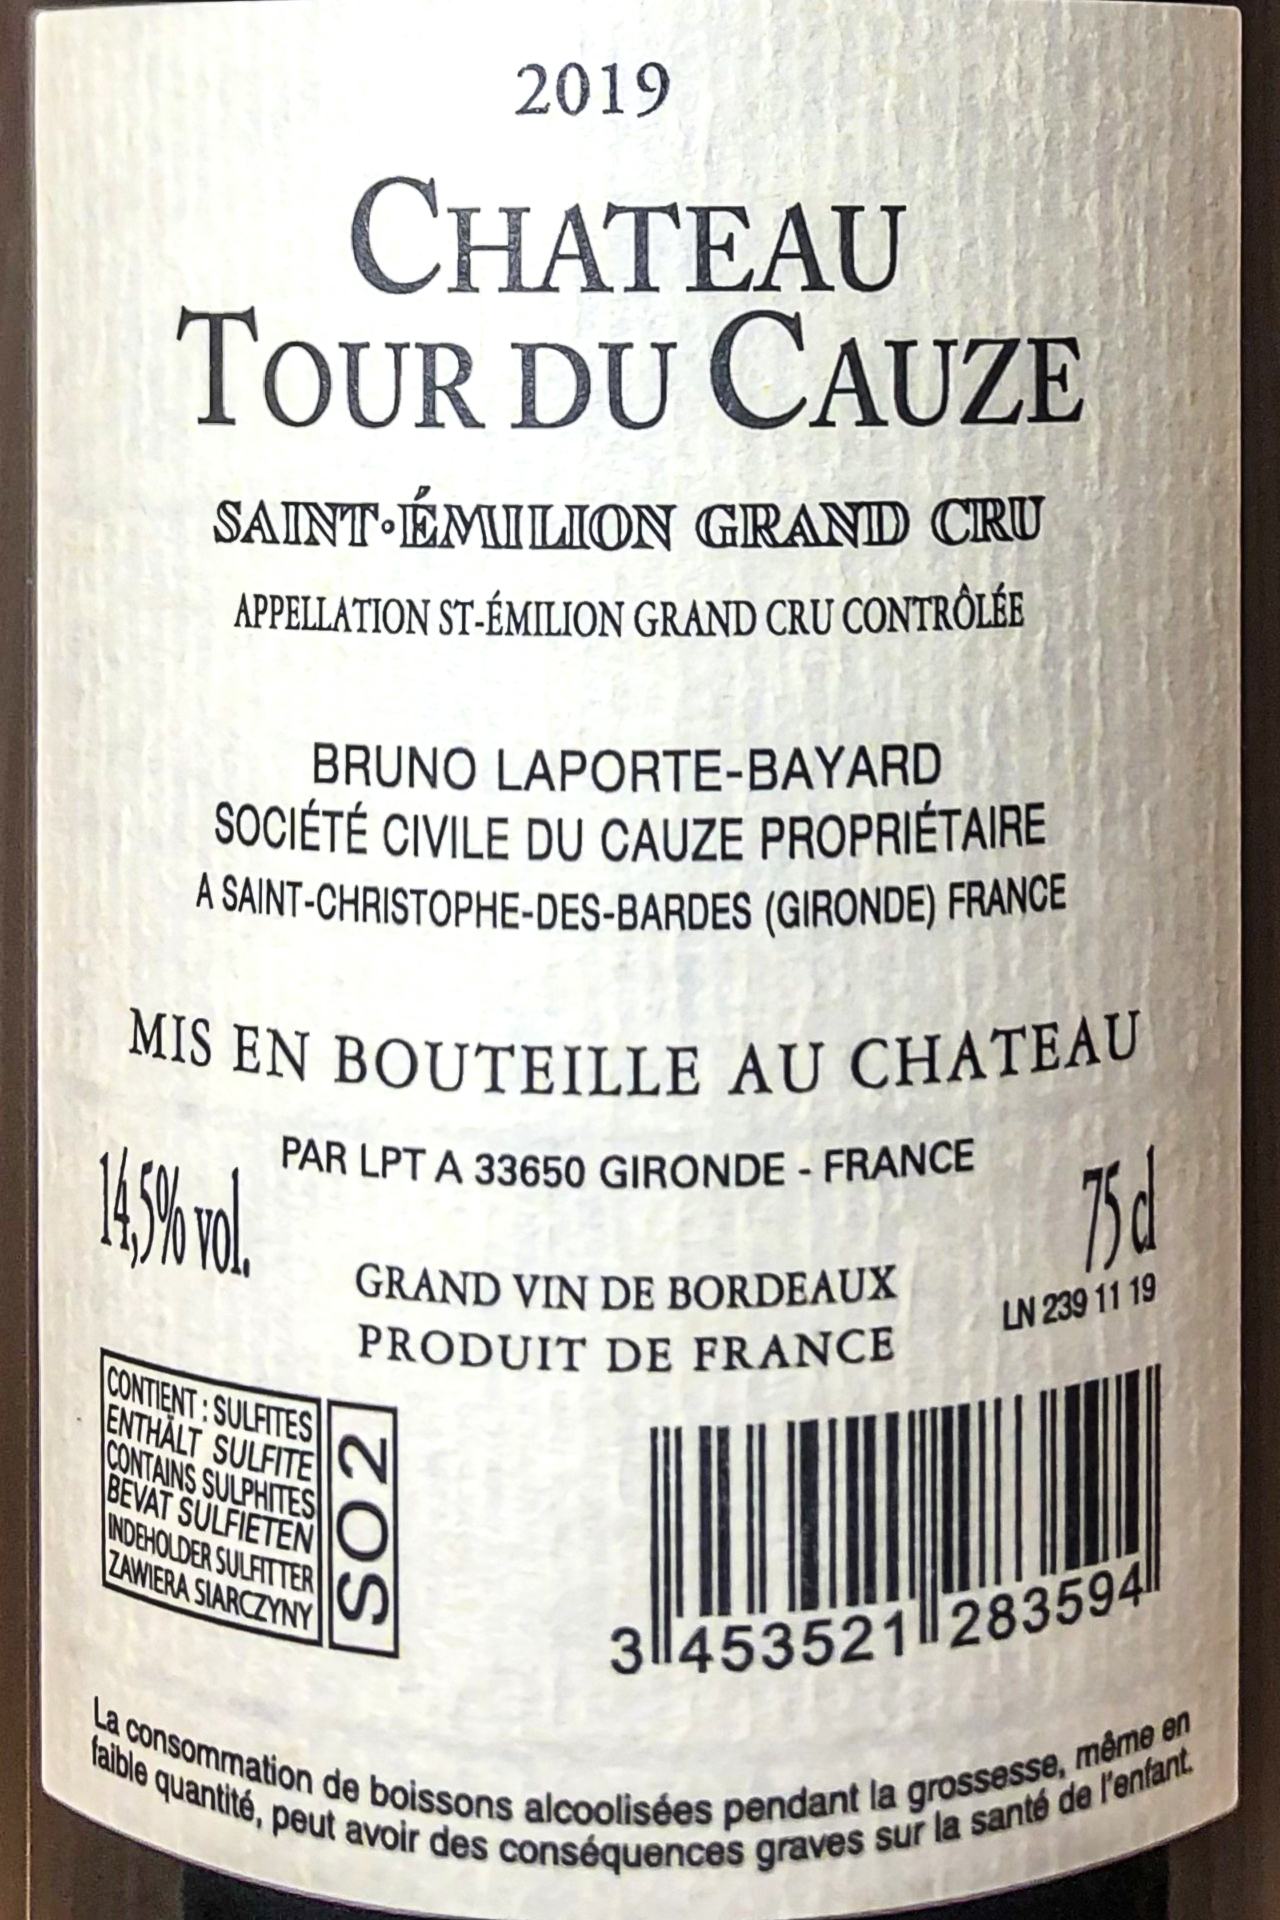 2019
CHATEAU
TOUR DU CAUZE
SAINT-ÉMILION GRAND CRU
APPELLATION ST-ÉMILION GRAND CRU CONTRÔLÉE
BRUNO LAPORTE-BAYARD
SOCIÉTÉ CIVILE DU CAUZE PROPRIÉTAIRE
A SAINT-CHRISTOPHE-DES-BARDES (GIRONDE) FRANCE
MIS EN BOUTEILLE AU CHATEAU
PAR LPT A 33650 GIRONDE - FRANCE
14,5% vol.
75 cl
GRAND VIN DE BORDEAUX
LN 239 11 19
PRODUIT DE FRANCE
CONTIENT : SULFITES
ENTHÄLT SULFITE
CONTAINS SULPHITES
BEVAT SULFIETEN
INDEHOLDER SULFITTER
ZAWIERA SIARCZYNY
SO2
3 453521 283594
La consommation de boissons alcoolisées pendant la grossesse, même en
faible quantité, peut avoir des conséquences graves sur la santé de l'enfant.